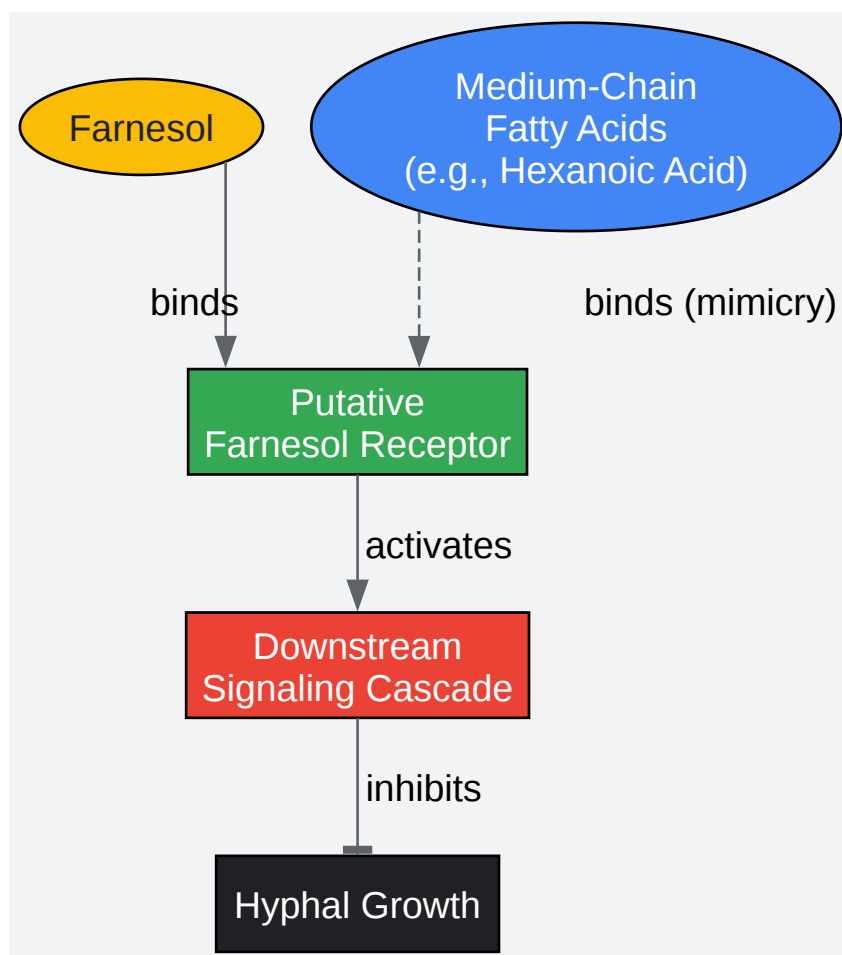 Farnesol
Medium-Chain
Fatty Acids
(e.g., Hexanoic Acid)
binds
binds (mimicry)
Putative
Farnesol Receptor
activates
Downstream
Signaling Cascade
inhibits
Hyphal Growth